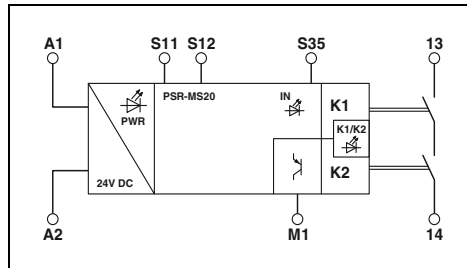 A1 S11 S12 S35 13
PSR-MS20 IN K1
PWR K1/K2
24V DC K2
A2 M1 14